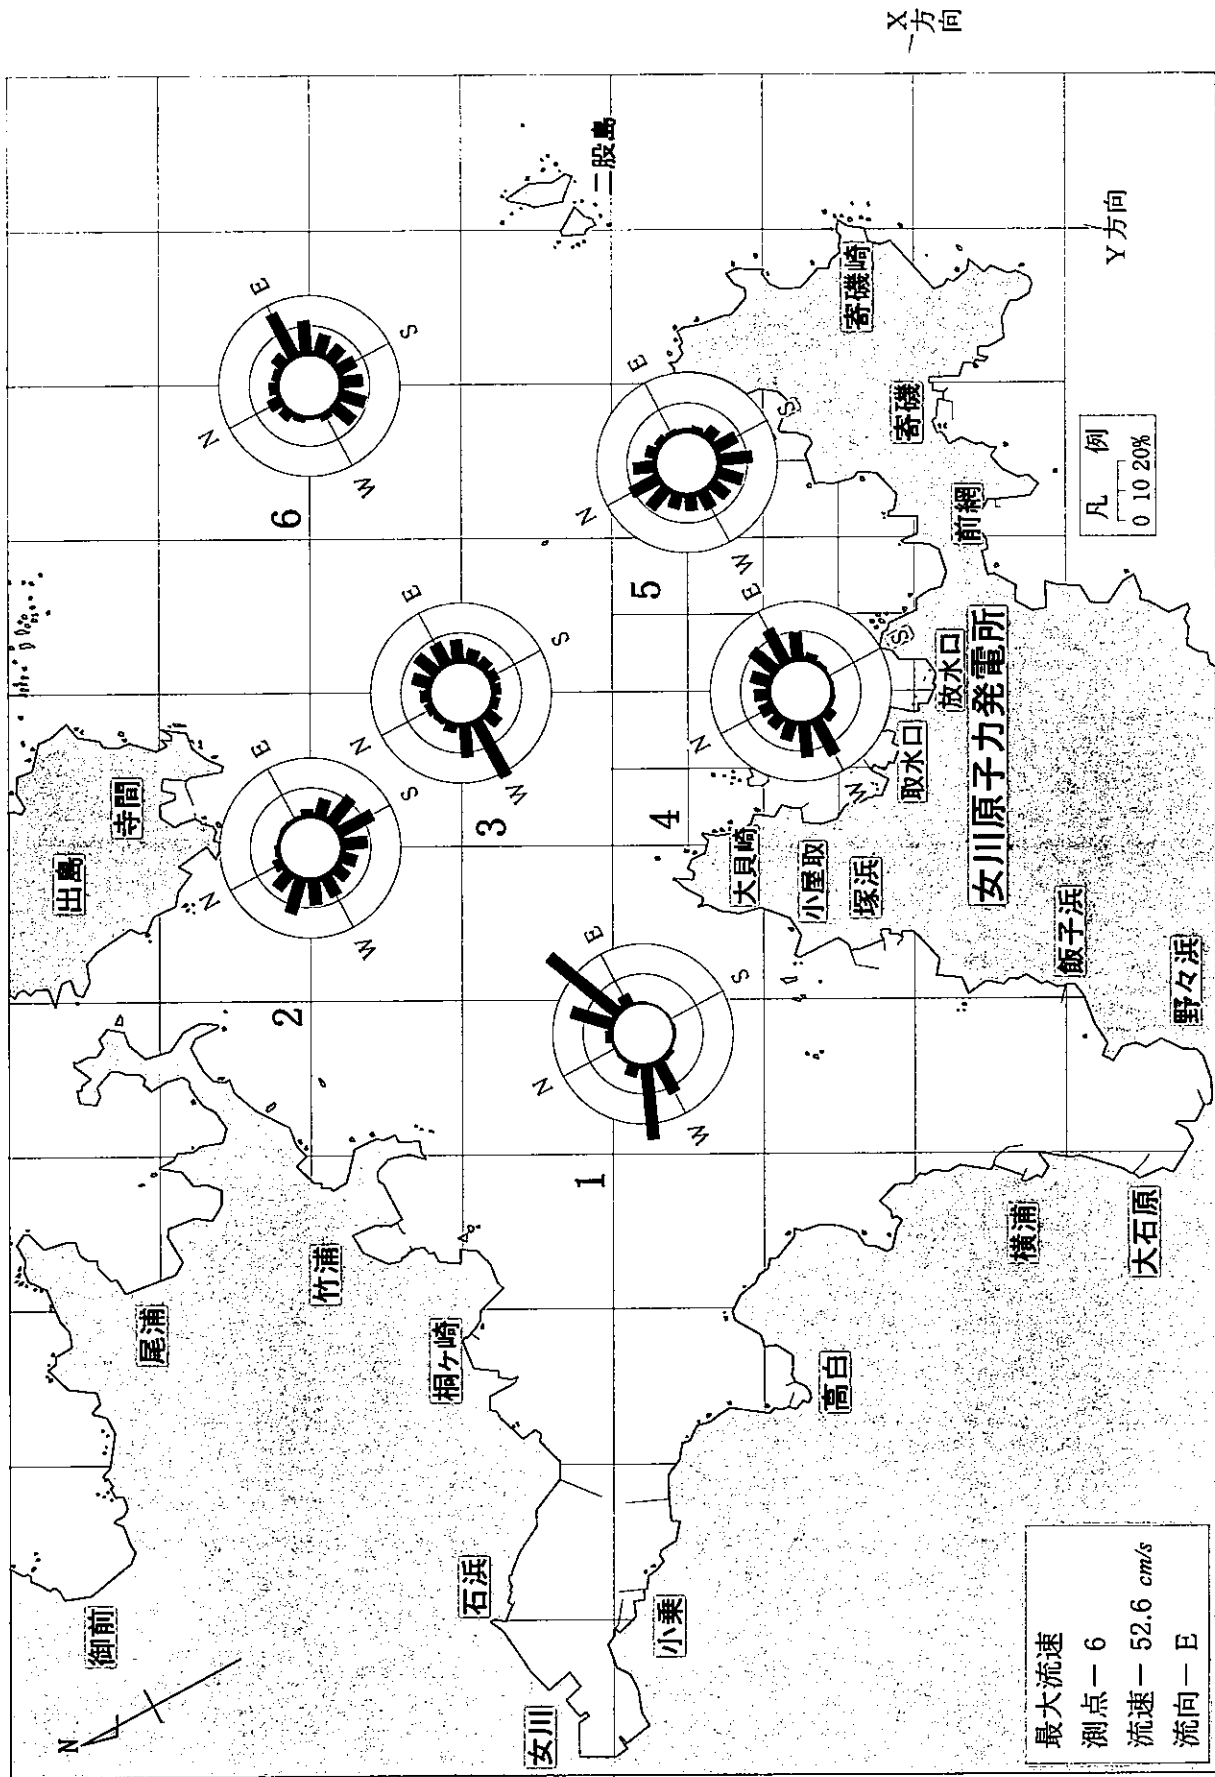 X
方向
Y方向
二股島
寄磯崎
寄磯
前網
凡 例
0 10 20%
E
S
W
N
6
E
S
W
N
5
E
S
W
N
3
E
S
W
N
4
E
S
W
N
2
E
S
W
N
1
出島
寺間
放水口
取水口
女川原子力発電所
大貝崎
小屋取
塚浜
飯子浜
野々浜
大石原
横浦
高白
尾浦
竹浦
桐ケ崎
御前
石浜
小乗
女川
N
最大流速
測点－6
流速－52.6 cm/s
流向－E